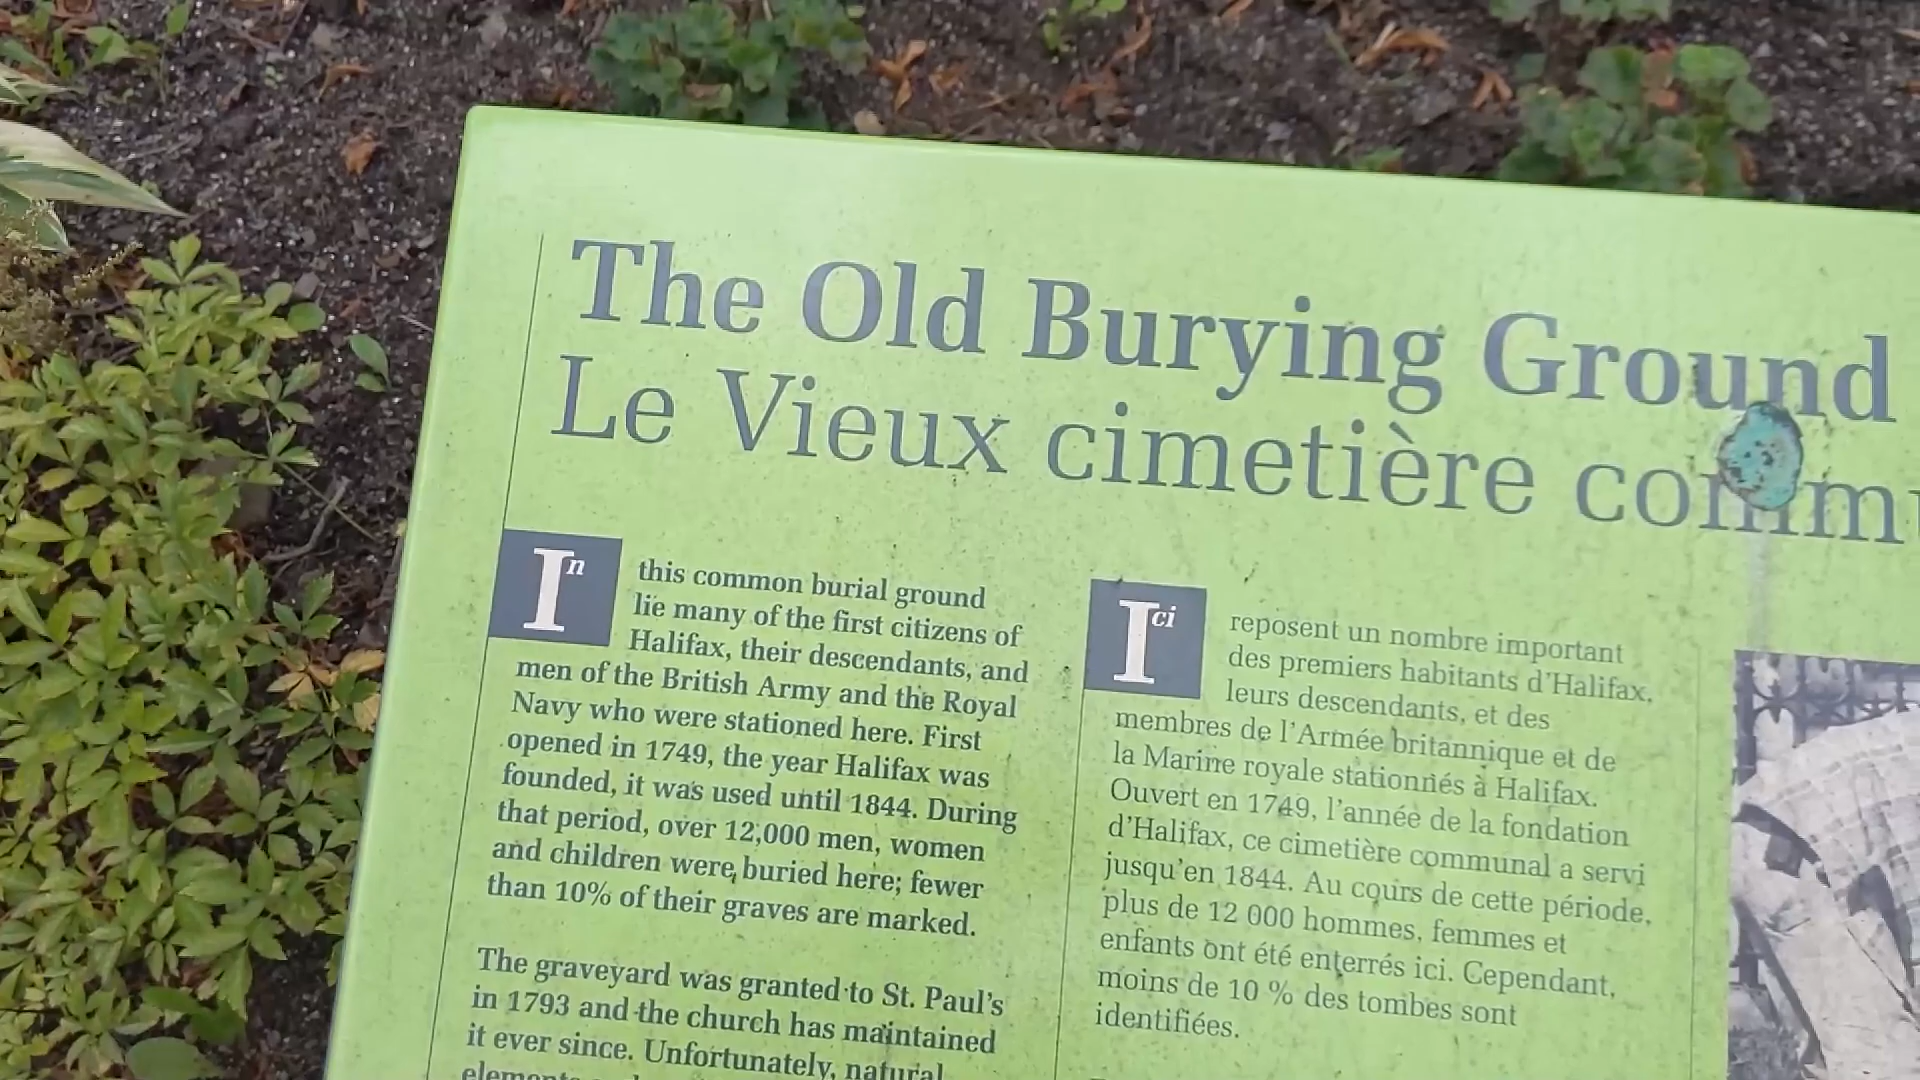 The Old Burying Ground
Le Vieux cimetière
In this common burial ground
lie many of the first citizens of
Halifax, their descendants, and
men of the British Army and the Royal
Navy who were stationed here. First
opened in 1749, the year Halifax was
founded, it was used until 1844. During
that period, over 12,000 men, women
and children were buried here; fewer
than 10% of their graves are marked.
The graveyard was granted to St. Paul's
in 1793 and the church has maintained
it ever since. Unfortunately, natural
Ici reposent un nombre important
des premiers habitants d'Halifax,
leurs descendants, et des
membres de l'Armée britannique et de
la Marine royale stationnés à Halifax.
Ouvert en 1749, l'année de la fondation
d'Halifax, ce cimetière communal a servi
jusqu'en 1844. Au cours de cette période,
plus de 12 000 hommes, femmes et
enfants ont été enterrés ici. Cependant,
moins de 10 % des tombes sont
identifiées.